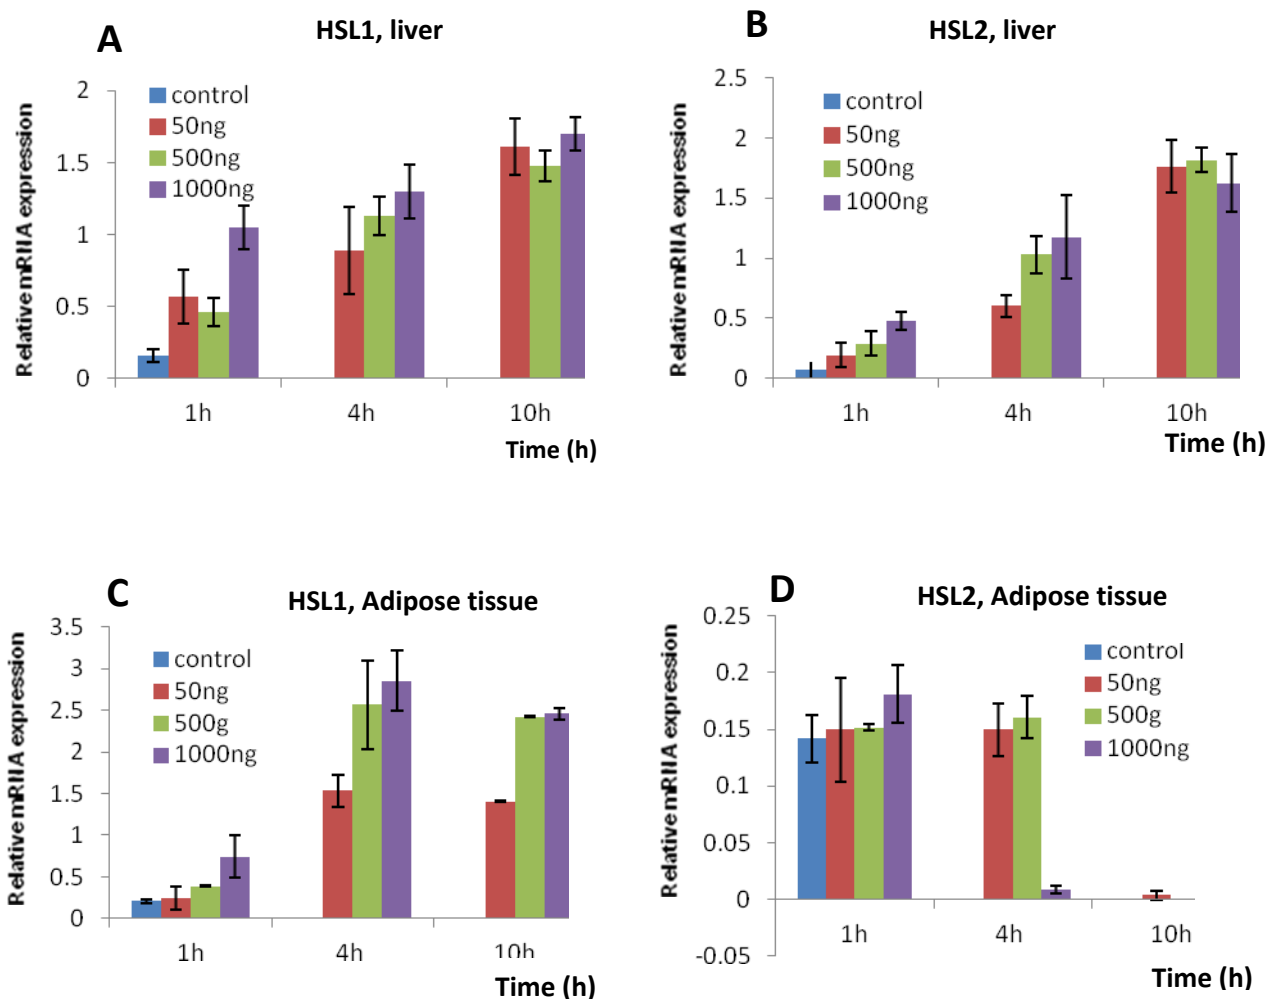 A
HSL1, liver
Relative mRNA expression
2
1.5
1
0.5
0
control
50ng
500ng
1000ng
1h
4h
10h
Time (h)
B
HSL2, liver
Relative mRNA expression
2.5
2
1.5
1
0.5
0
control
50ng
500ng
1000ng
1h
4h
10h
Time (h)
C
HSL1, Adipose tissue
Relative mRNA expression
3.5
3
2.5
2
1.5
1
0.5
0
control
50ng
500g
1000ng
1h
4h
10h
Time (h)
D
HSL2, Adipose tissue
Relative mRNA expression
0.25
0.2
0.15
0.1
0.05
0
-0.05
control
50ng
500g
1000ng
1h
4h
10h
Time (h)